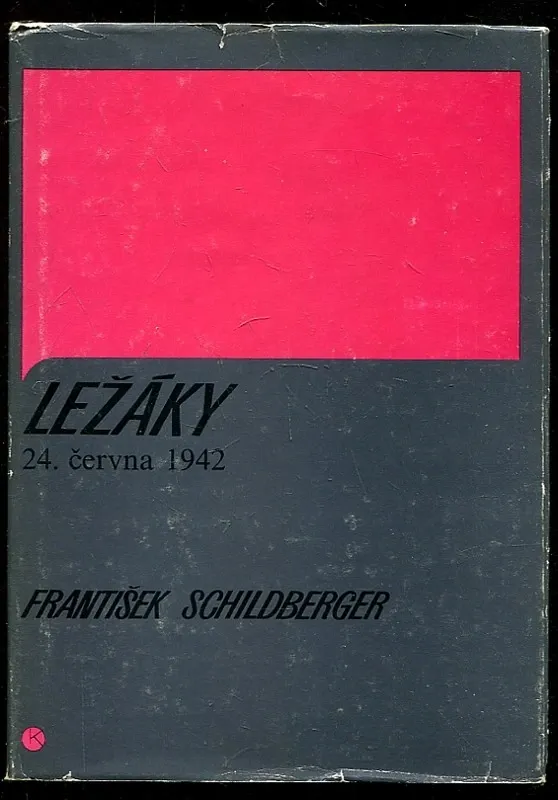 LEŽÁKY
24. června 1942
FRANTIŠEK SCHILDBERGER
K